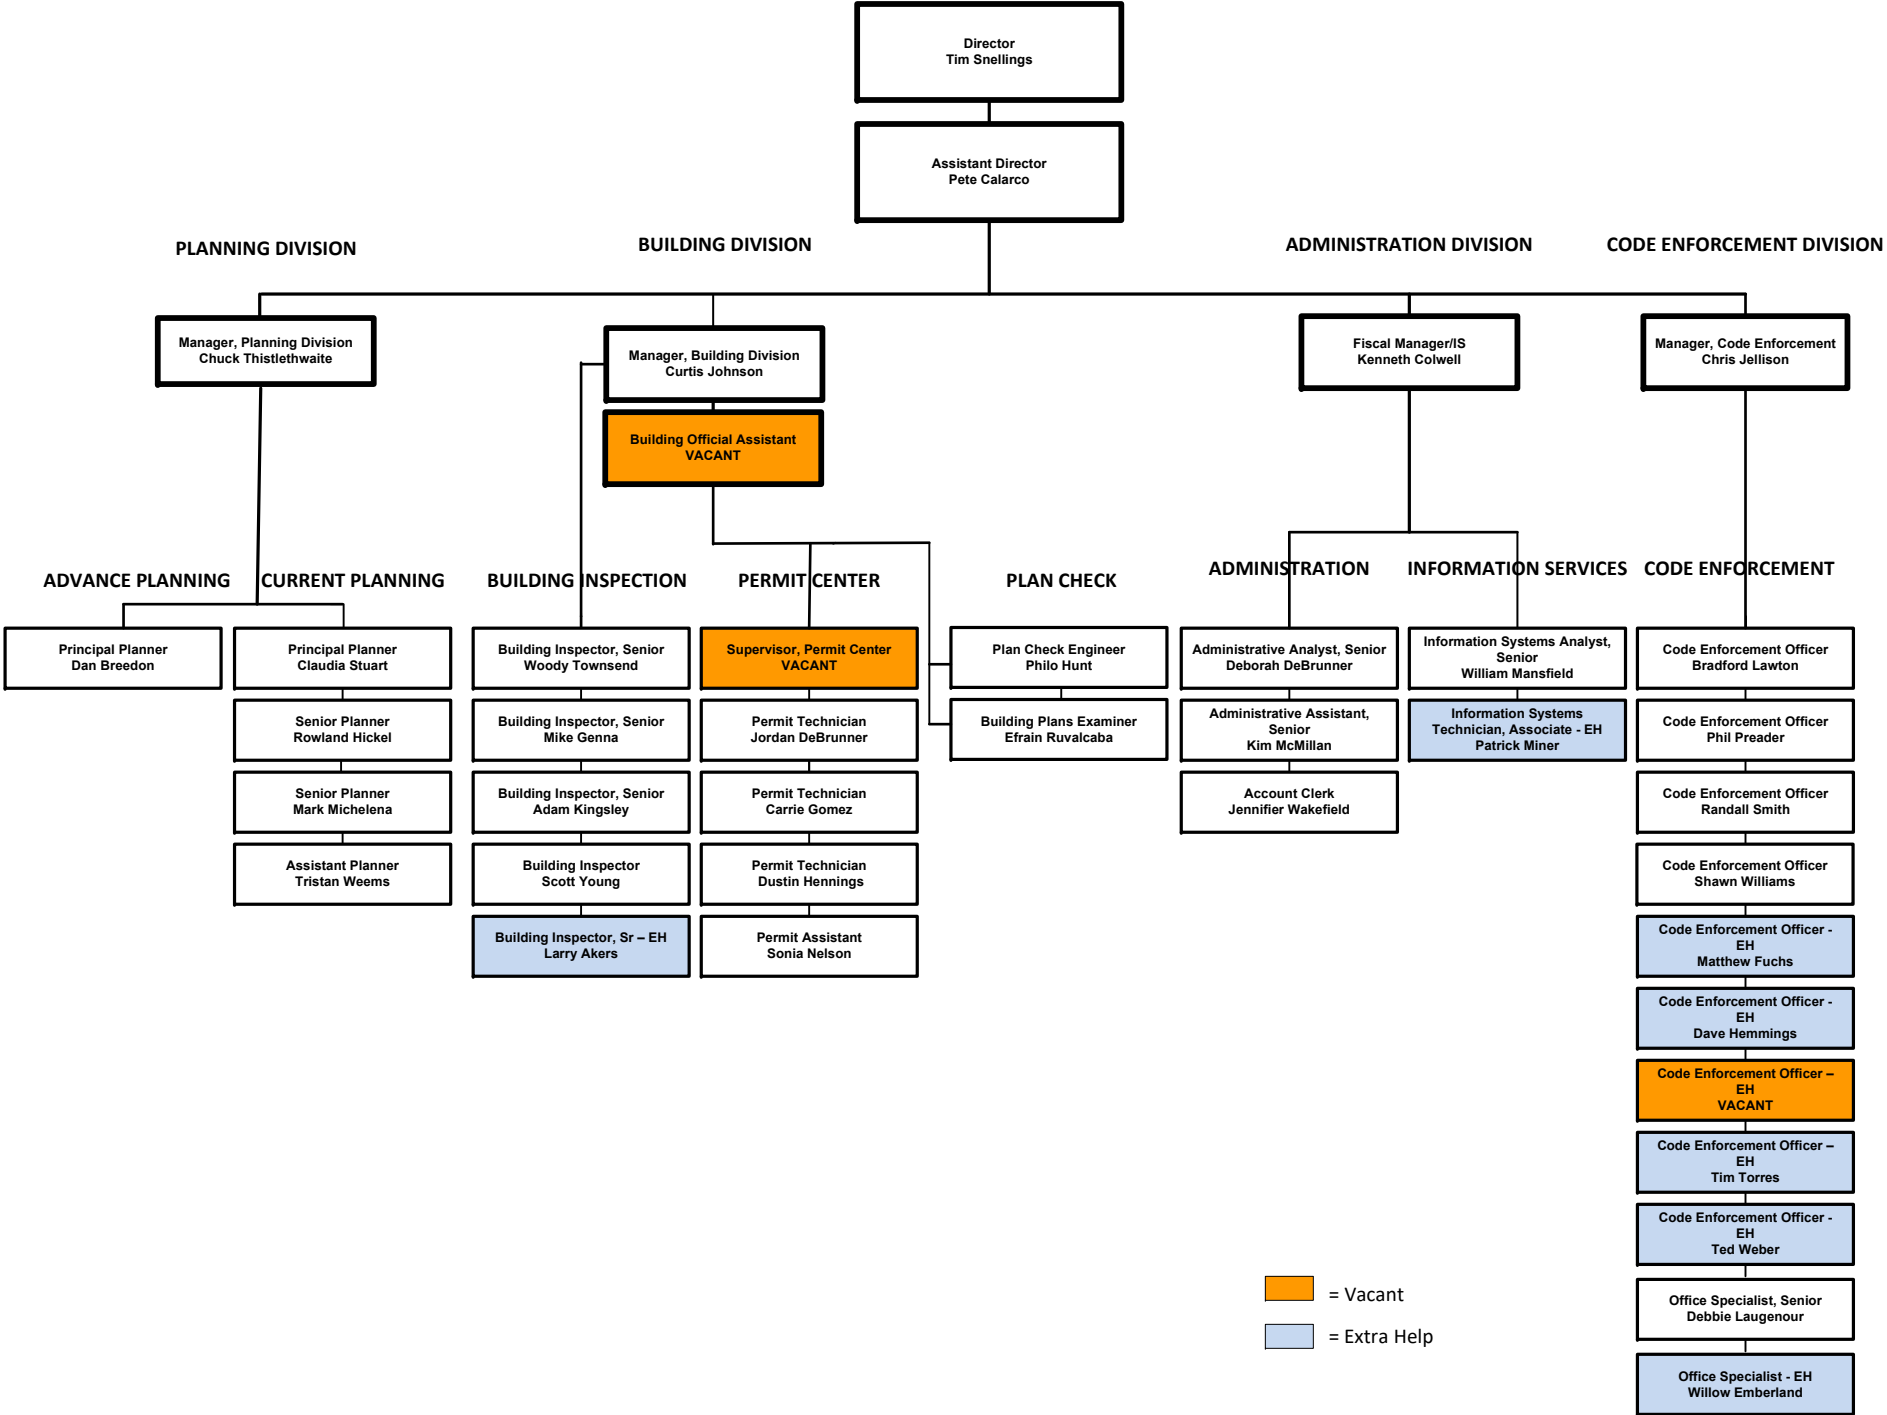 Director
Tim Snellings
Assistant Director
Pete Calarco
PLANNING DIVISION
BUILDING DIVISION
ADMINISTRATION DIVISION
CODE ENFORCEMENT DIVISION
Manager, Planning Division
Chuck Thistlethwaite
Manager, Building Division
Curtis Johnson
Building Official Assistant
VACANT
Fiscal Manager/IS
Kenneth Colwell
Manager, Code Enforcement
Chris Jellison
ADVANCE PLANNING
Principal Planner
Dan Breedon
CURRENT PLANNING
Principal Planner
Claudia Stuart
Senior Planner
Rowland Hickel
Senior Planner
Mark Michelena
Assistant Planner
Tristan Weems
BUILDING INSPECTION
Building Inspector, Senior
Woody Townsend
Building Inspector, Senior
Mike Genna
Building Inspector, Senior
Adam Kingsley
Building Inspector
Scott Young
Building Inspector, Sr – EH
Larry Akers
PERMIT CENTER
Supervisor, Permit Center
VACANT
Permit Technician
Jordan DeBrunner
Permit Technician
Carrie Gomez
Permit Technician
Dustin Hennings
Permit Assistant
Sonia Nelson
PLAN CHECK
Plan Check Engineer
Philo Hunt
Building Plans Examiner
Efrain Ruvalcaba
ADMINISTRATION
Administrative Analyst, Senior
Deborah DeBrunner
Administrative Assistant,
Senior
Kim McMillan
Account Clerk
Jennifier Wakefield
INFORMATION SERVICES
Information Systems Analyst,
Senior
William Mansfield
Information Systems
Technician, Associate - EH
Patrick Miner
CODE ENFORCEMENT
Code Enforcement Officer
Bradford Lawton
Code Enforcement Officer
Phil Preader
Code Enforcement Officer
Randall Smith
Code Enforcement Officer
Shawn Williams
Code Enforcement Officer -
EH
Matthew Fuchs
Code Enforcement Officer -
EH
Dave Hemmings
Code Enforcement Officer –
EH
VACANT
Code Enforcement Officer –
EH
Tim Torres
Code Enforcement Officer -
EH
Ted Weber
Office Specialist, Senior
Debbie Laugenour
Office Specialist - EH
Willow Emberland
= Vacant
= Extra Help